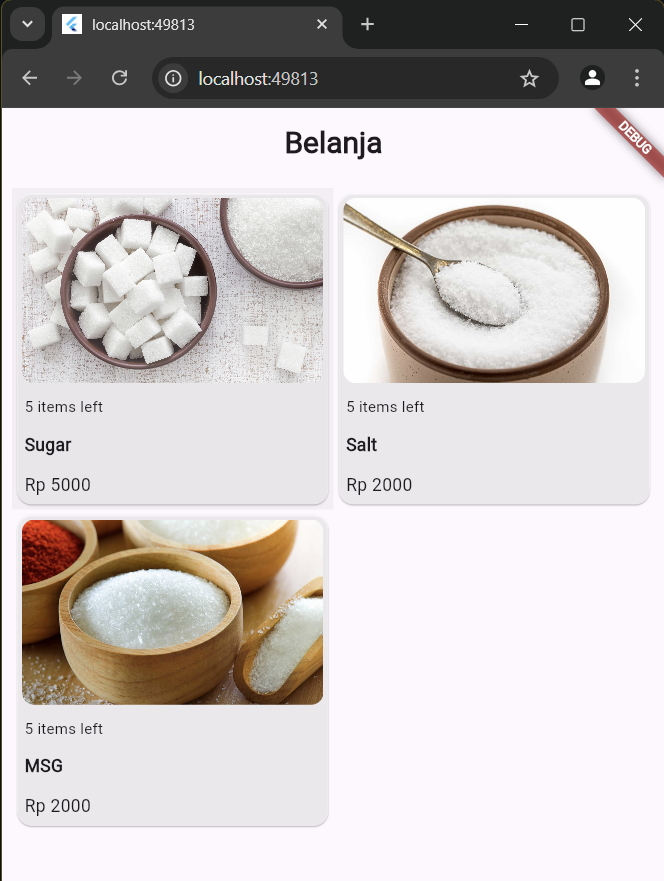 localhost:49813
localhost:49813
DEBUG
Belanja
5 items left
Sugar
Rp 5000
5 items left
Salt
Rp 2000
5 items left
MSG
Rp 2000